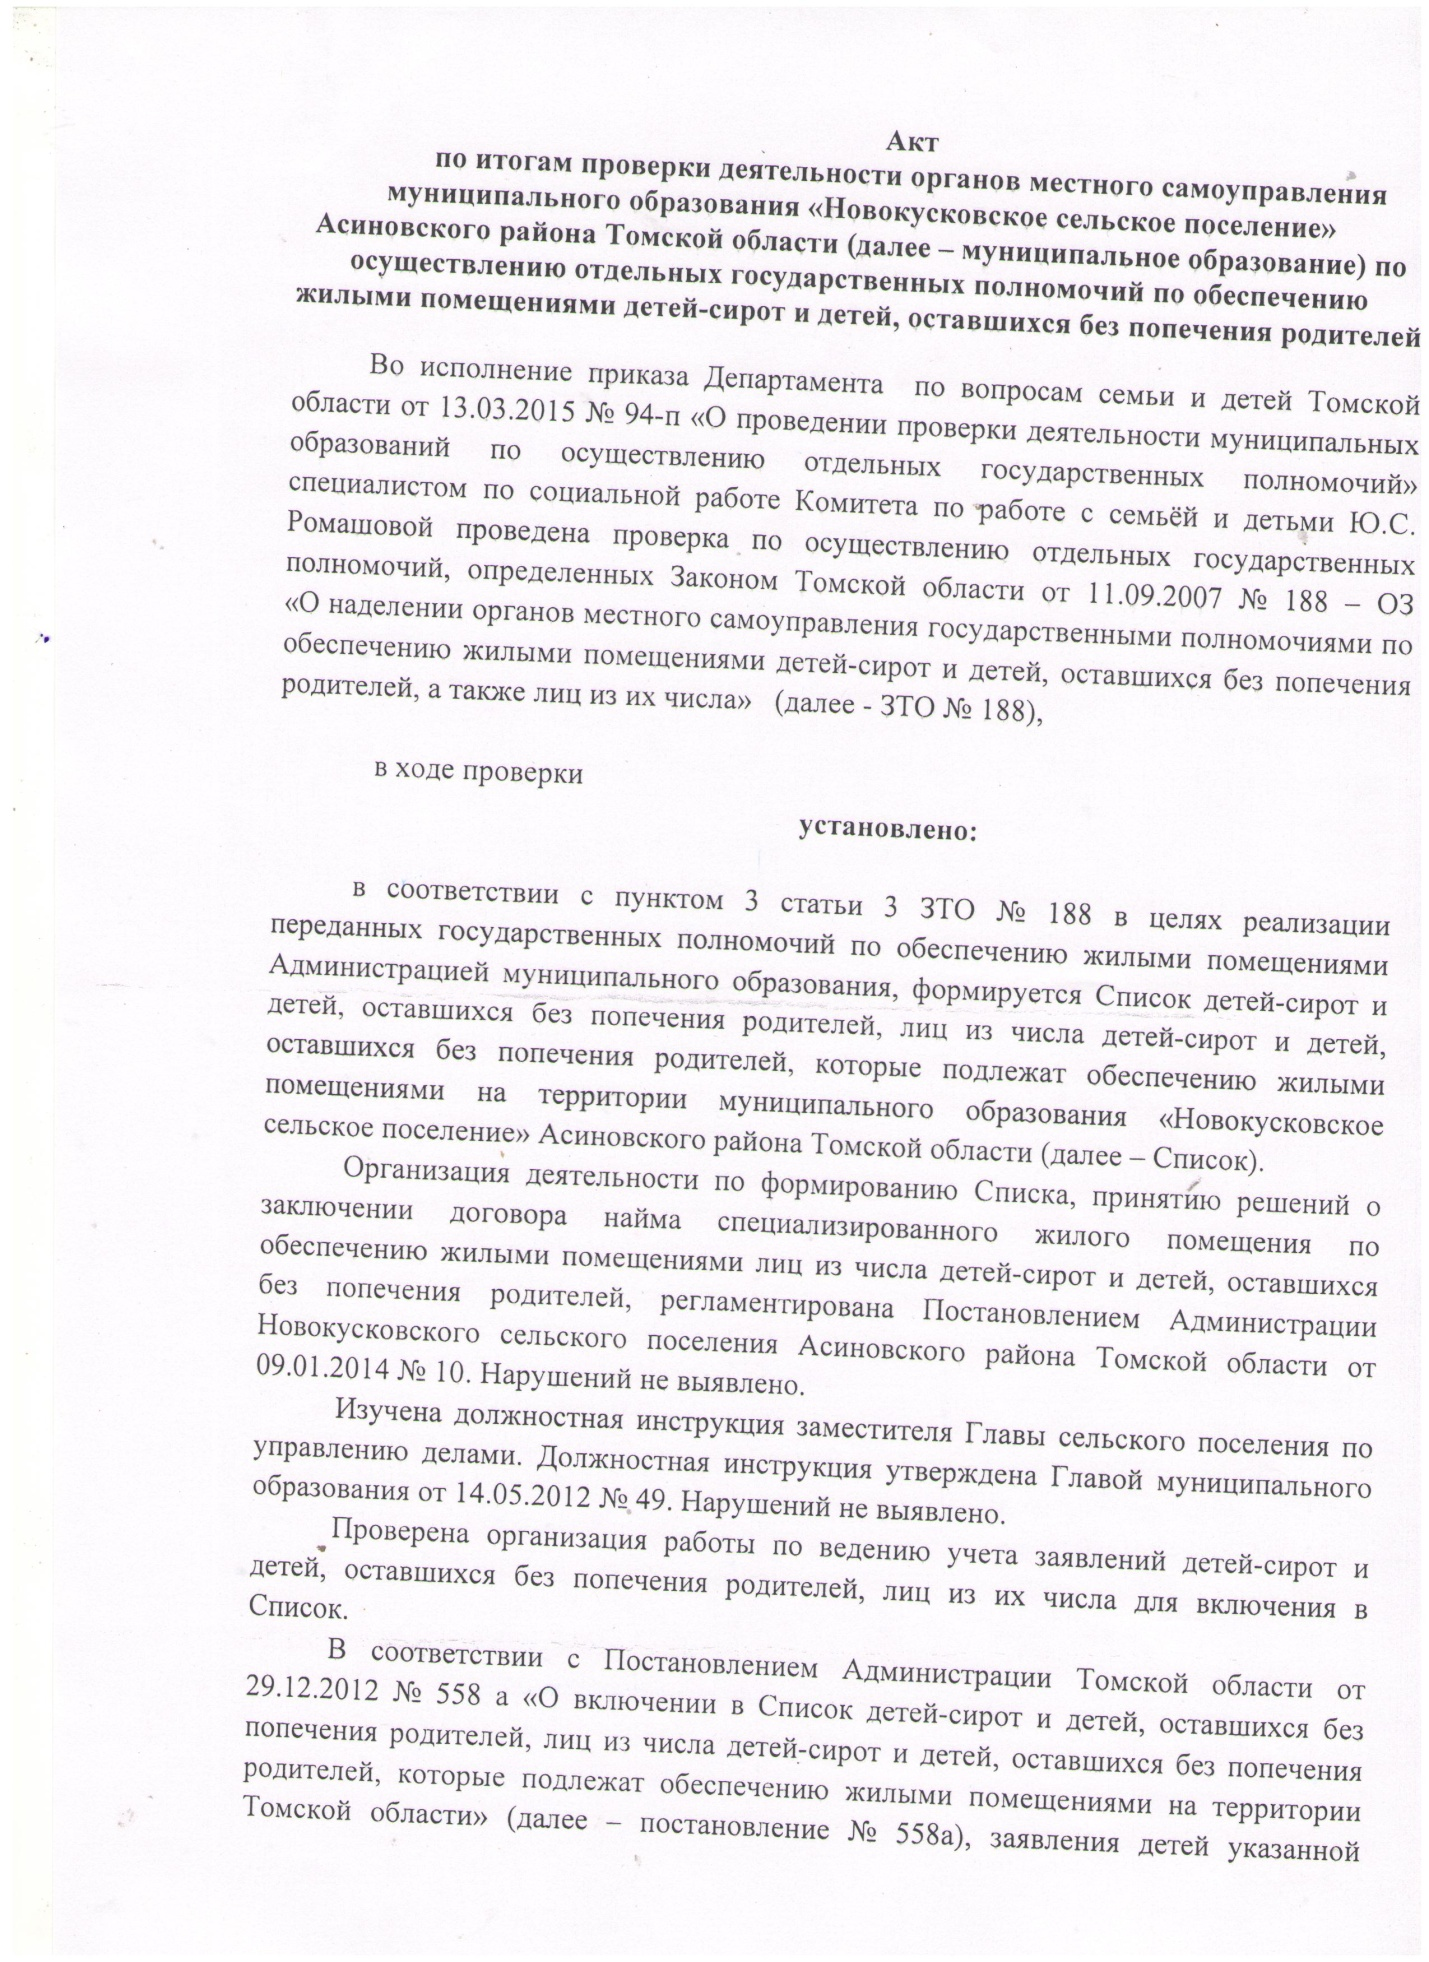 Акт
по итогам проверки деятельности органов местного самоуправления
муниципального образования «Новокусковское сельское поселение»
Асиновского района Томской области (далее – муниципальное образование) по
осуществлению отдельных государственных полномочий по обеспечению
жилыми помещениями детей-сирот и детей, оставшихся без попечения родителей
Во исполнение приказа Департамента по вопросам семьи и детей Томской
области от 13.03.2015 № 94-п «О проведении проверки деятельности муниципальных
образований по осуществлению отдельных государственных полномочий»
специалистом по социальной работе Комитета по работе с семьёй и детьми Ю.С.
Ромашовой проведена проверка по осуществлению отдельных государственных
полномочий, определенных Законом Томской области от 11.09.2007 № 188 – ОЗ
«О наделении органов местного самоуправления государственными полномочиями по
обеспечению жилыми помещениями детей-сирот и детей, оставшихся без попечения
родителей, а также лиц из их числа» (далее - ЗТО № 188),
в ходе проверки
установлено:
в соответствии с пунктом 3 статьи 3 ЗТО № 188 в целях реализации
переданных государственных полномочий по обеспечению жилыми помещениями
Администрацией муниципального образования, формируется Список детей-сирот и
детей, оставшихся без попечения родителей, лиц из числа детей-сирот и детей,
оставшихся без попечения родителей, которые подлежат обеспечению жилыми
помещениями на территории муниципального образования «Новокусковское
сельское поселение» Асиновского района Томской области (далее – Список).
Организация деятельности по формированию Списка, принятию решений о
заключении договора найма специализированного жилого помещения по
обеспечению жилыми помещениями лиц из числа детей-сирот и детей, оставшихся
без попечения родителей, регламентирована Постановлением Администрации
Новокусковского сельского поселения Асиновского района Томской области от
09.01.2014 № 10. Нарушений не выявлено.
Изучена должностная инструкция заместителя Главы сельского поселения по
управлению делами. Должностная инструкция утверждена Главой муниципального
образования от 14.05.2012 № 49. Нарушений не выявлено.
Проверена организация работы по ведению учета заявлений детей-сирот и
детей, оставшихся без попечения родителей, лиц из их числа для включения в
Список.
В соответствии с Постановлением Администрации Томской области от
29.12.2012 № 558 а «О включении в Список детей-сирот и детей, оставшихся без
попечения родителей, лиц из числа детей-сирот и детей, оставшихся без попечения
родителей, которые подлежат обеспечению жилыми помещениями на территории
Томской области» (далее – постановление № 558а), заявления детей указанной